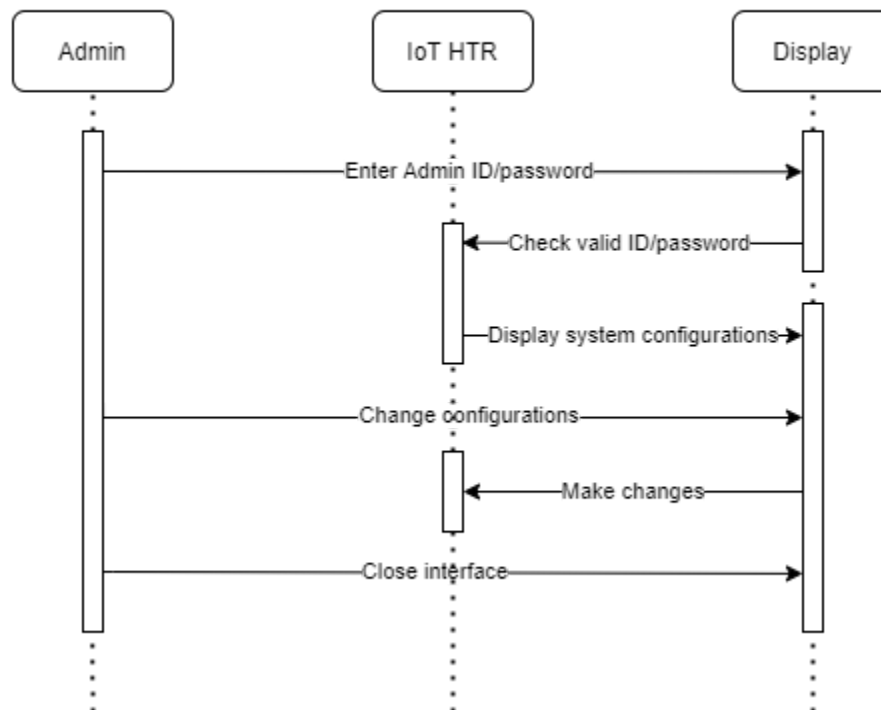 Admin
IoT HTR
Display
Enter Admin ID/password
Check valid ID/password
Display system configurations
Change configurations
Make changes
Close interface